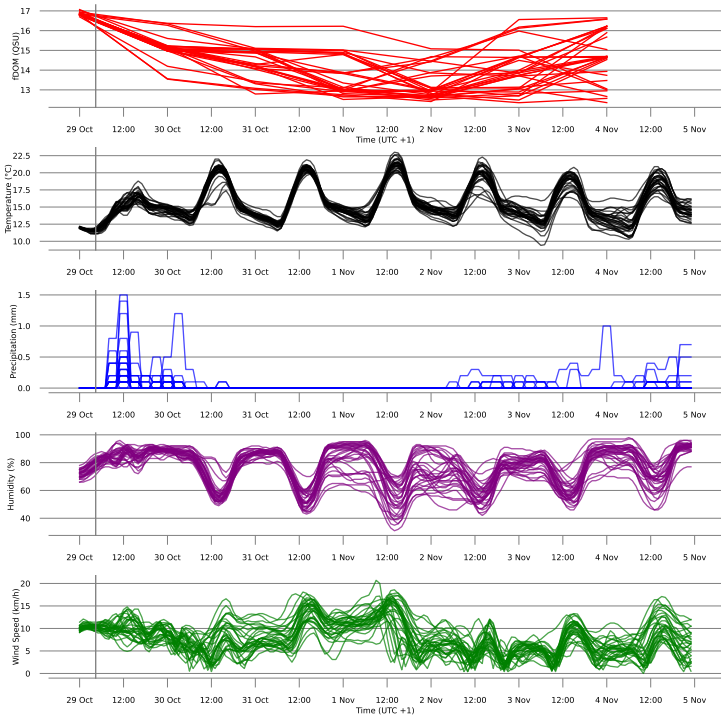 17
16
15
14
13
fDOM (QSU)
29 Oct 12:00 30 Oct 12:00 31 Oct 12:00 1 Nov 12:00 2 Nov 12:00 3 Nov 12:00 4 Nov 12:00 5 Nov
Time (UTC +1)
22.5
20.0
17.5
15.0
12.5
10.0
Temperature (°C)
29 Oct 12:00 30 Oct 12:00 31 Oct 12:00 1 Nov 12:00 2 Nov 12:00 3 Nov 12:00 4 Nov 12:00 5 Nov
1.5
1.0
0.5
0.0
Precipitation (mm)
29 Oct 12:00 30 Oct 12:00 31 Oct 12:00 1 Nov 12:00 2 Nov 12:00 3 Nov 12:00 4 Nov 12:00 5 Nov
100
80
60
40
Humidity (%)
29 Oct 12:00 30 Oct 12:00 31 Oct 12:00 1 Nov 12:00 2 Nov 12:00 3 Nov 12:00 4 Nov 12:00 5 Nov
20
15
10
5
0
Wind Speed (km/h)
29 Oct 12:00 30 Oct 12:00 31 Oct 12:00 1 Nov 12:00 2 Nov 12:00 3 Nov 12:00 4 Nov 12:00 5 Nov
Time (UTC +1)